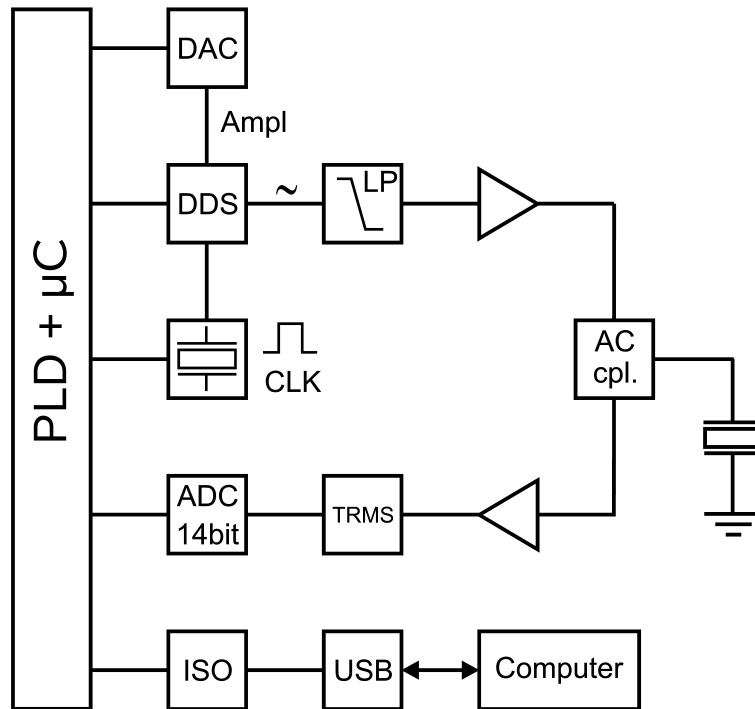 PLD + µC
DAC
Ampl
DDS
~
LP
CLK
AC
cpl.
ADC
14bit
TRMS
ISO
USB
Computer